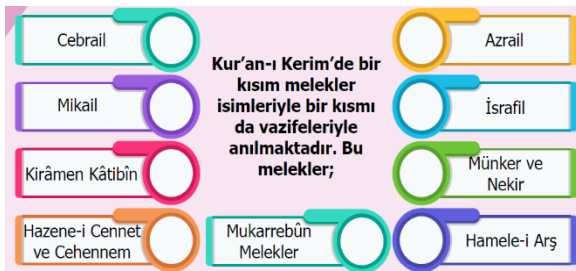 Kur’an-ı Kerim’de bir
kısım melekler
isimleriyle bir kısmı
da vazifeleriyle
anılmaktadır. Bu
melekler;
Cebrail
Mikail
Kirâmen Kâtibîn
Hazene-i Cennet
ve Cehennem
Mukarrebûn
Melekler
Azrail
İsrafil
Münker ve
Nekir
Hamele-i Arş